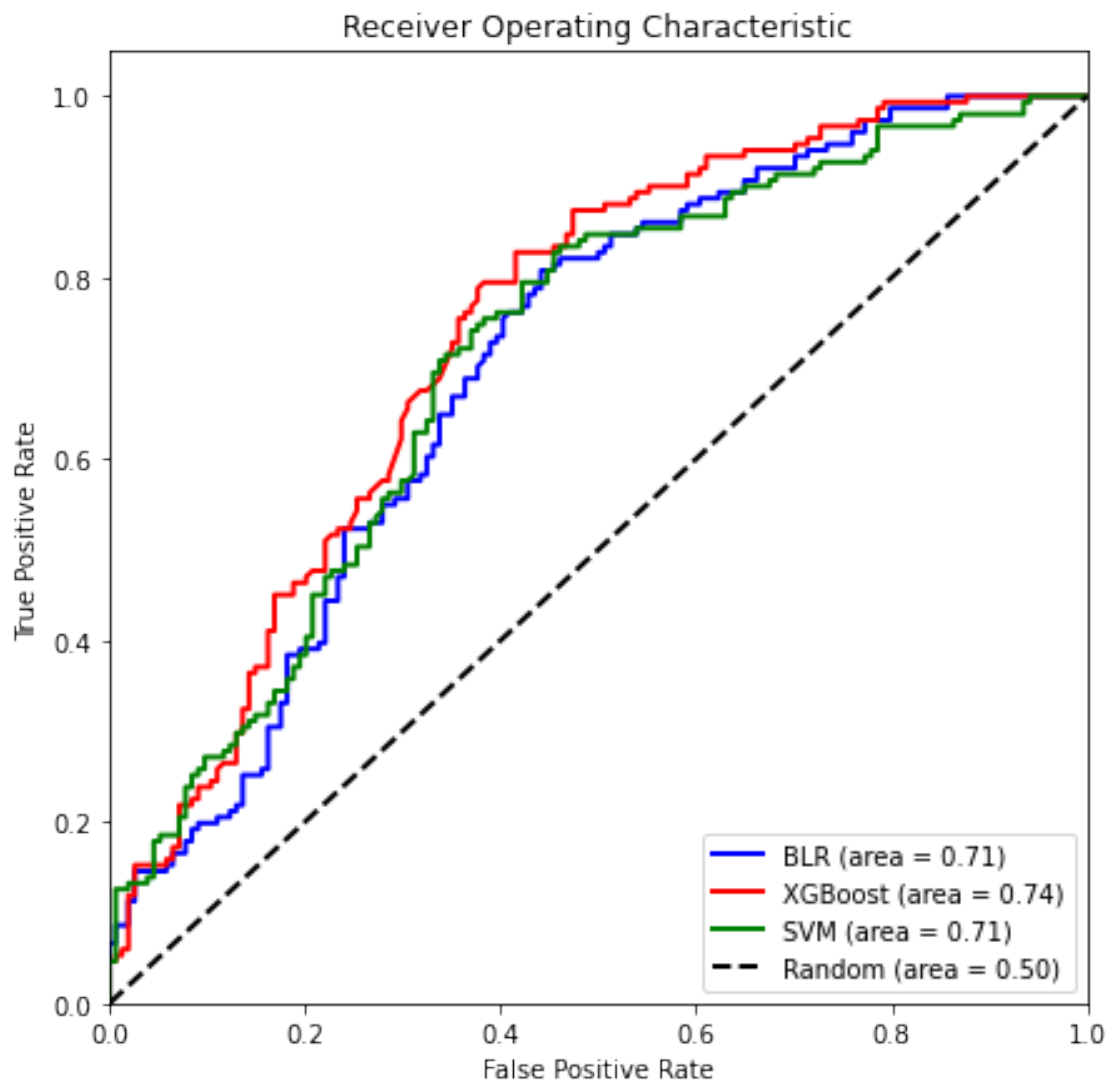 Receiver Operating Characteristic
1.0
0.8
0.6
0.4
0.2
0.0
True Positive Rate
BLR (area = 0.71)
XGBoost (area = 0.74)
SVM (area = 0.71)
Random (area = 0.50)
0.0 0.2 0.4 0.6 0.8 1.0
False Positive Rate